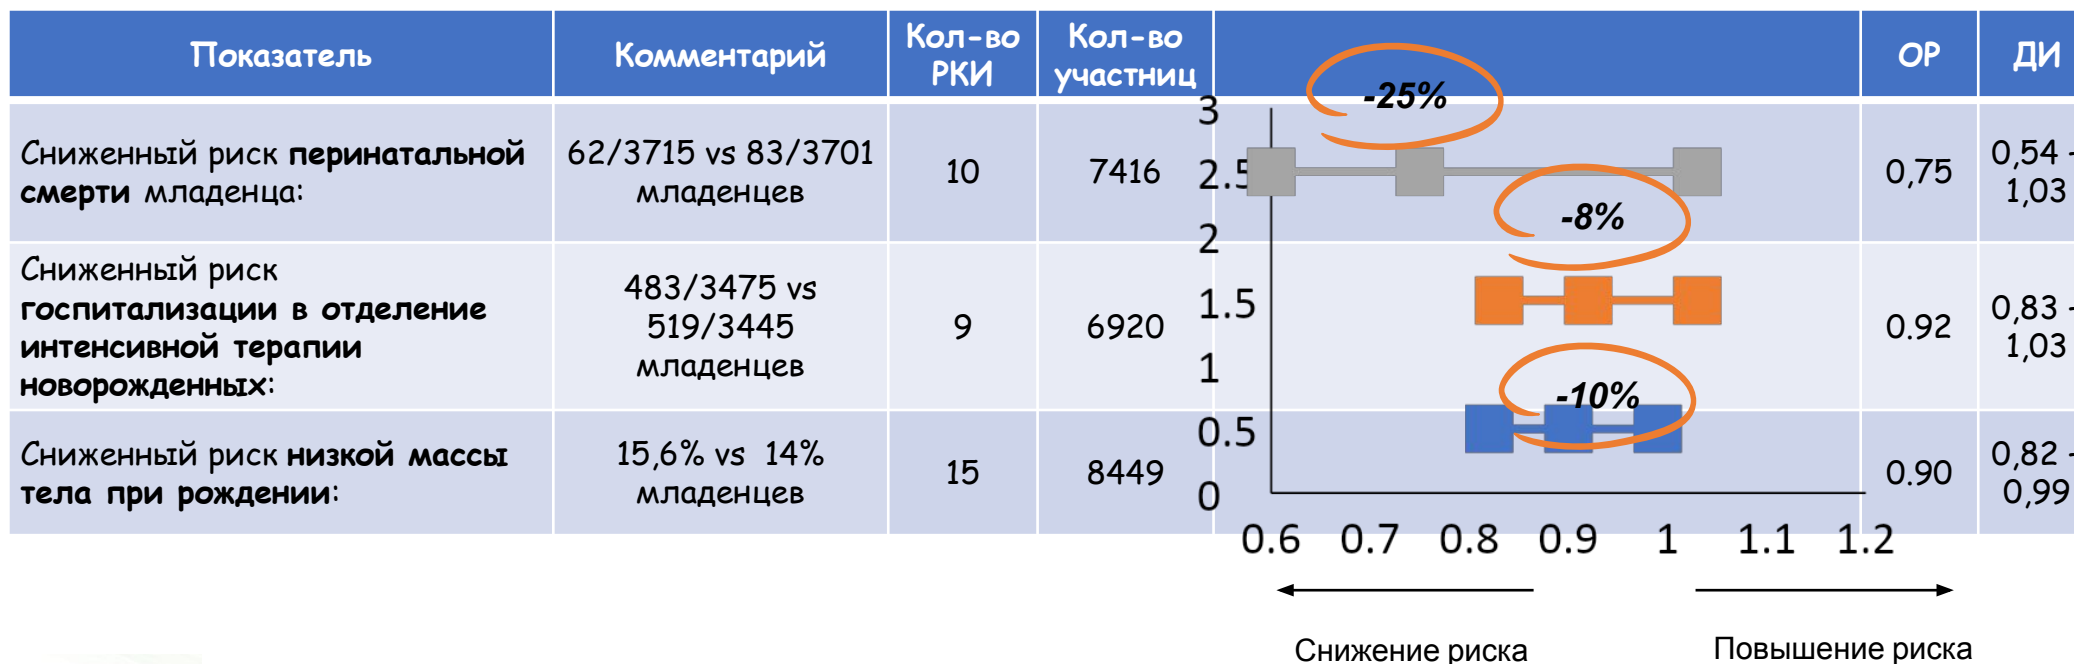 Показатель
Комментарий
Кол-во
РКИ
Кол-во
участниц
ОР
ДИ
Сниженный риск перинатальной
смерти младенца:
62/3715 vs 83/3701
младенцев
10
7416
0,75
0,54 -
1,03
Сниженный риск
госпитализации в отделение
интенсивной терапии
новорожденных:
483/3475 vs
519/3445
младенцев
9
6920
0.92
0,83 -
1,03
Сниженный риск низкой массы
тела при рождении:
15,6% vs 14%
младенцев
15
8449
0.90
0,82 -
0,99
-25%
-8%
-10%
3
2.5
2
1.5
1
0.5
0
0.6 0.7 0.8 0.9 1 1.1 1.2
Снижение риска
Повышение риска